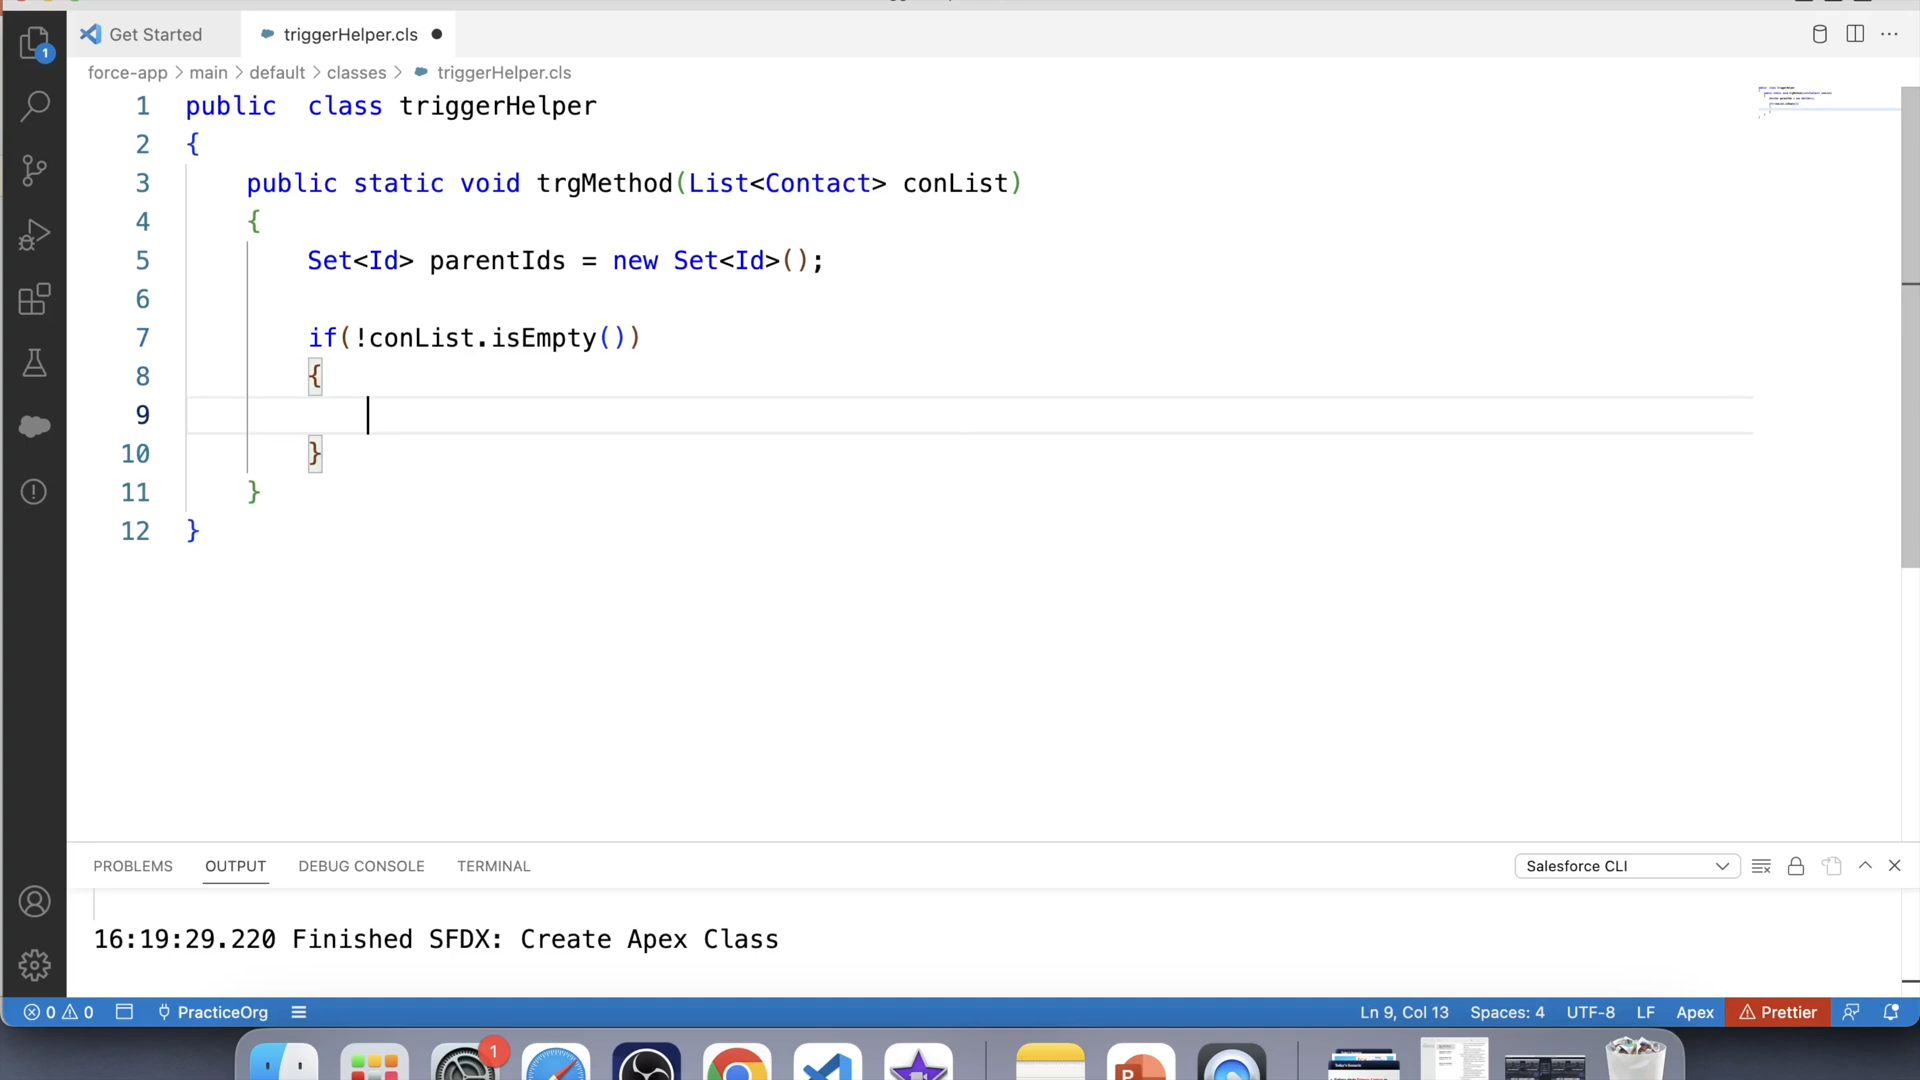 Get Started
triggerHelper.cls
force-app > main > default > classes > triggerHelper.cls
1 public  class triggerHelper
2 {
3     public static void trgMethod(List<Contact> conList)
4     {
5         Set<Id> parentIds = new Set<Id>();
6
7         if(!conList.isEmpty())
8         {
9
10         }
11     }
12 }
1
PROBLEMS OUTPUT DEBUG CONSOLE TERMINAL
Salesforce CLI
16:19:29.220 Finished SFDX: Create Apex Class
0 0 PracticeOrg
Ln 9, Col 13 Spaces: 4 UTF-8 LF Apex Prettier
1
P